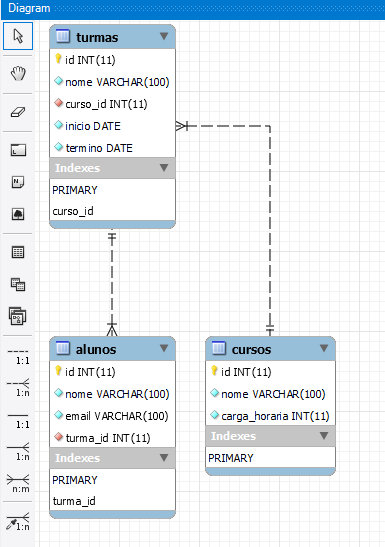 Diagram
turmas
id INT(11)
nome VARCHAR(100)
curso_id INT(11)
inicio DATE
termino DATE
Indexes
PRIMARY
curso_id
alunos
id INT(11)
nome VARCHAR(100)
email VARCHAR(100)
turma_id INT(11)
Indexes
PRIMARY
turma_id
cursos
id INT(11)
nome VARCHAR(100)
carga_horaria INT(11)
Indexes
PRIMARY
1:1
1:n
1:1
1:n
n:m
1:n